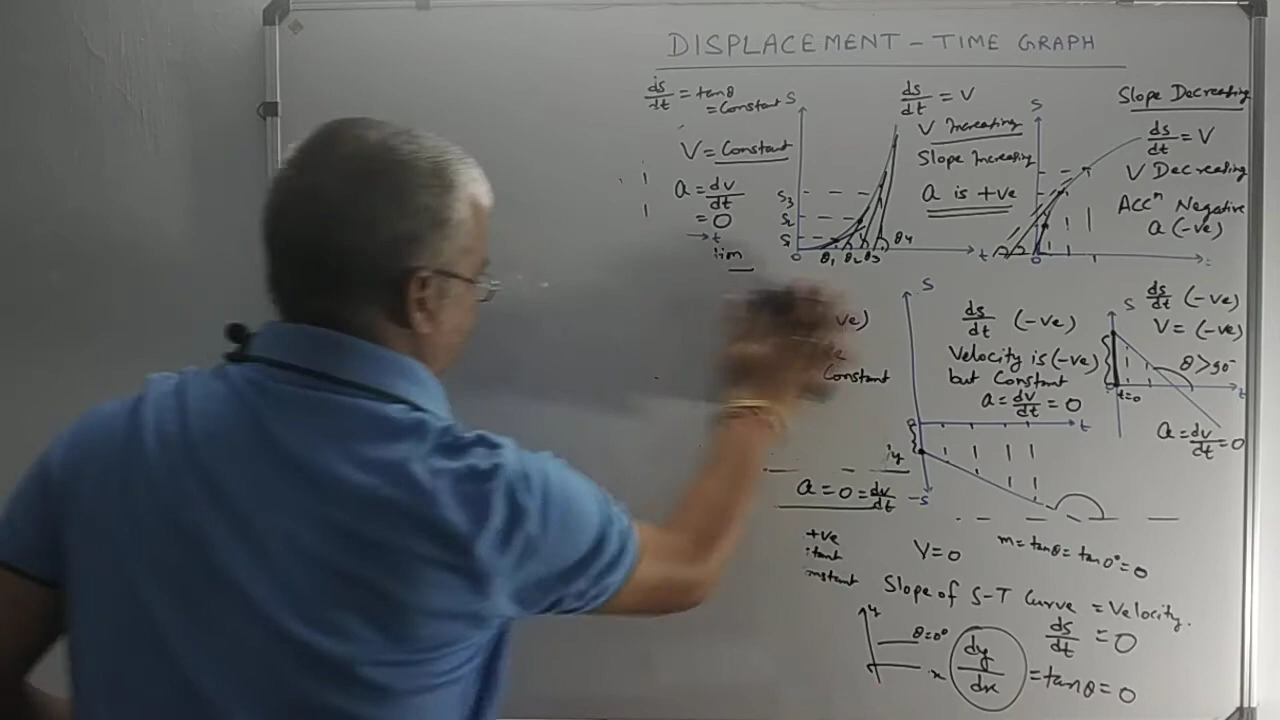 DISPLACEMENT - TIME GRAPH
ds/dt = tanθ
= Constant
V = Constant
a = dv/dt
= 0
→ t
S
S3
S2
S1
0
θ1 θ2 θ3
θ4
t
ds/dt = V
V Increasing
Slope Increasing
a is +ve
S
0
Slope Decreasing
ds/dt = V
V Decreasing
Accⁿ Negative
a (-ve)
ve)
Constant
a = 0 = dv/dt
S
0
t
-S
ds/dt (-ve)
Velocity is (-ve)
but Constant
a = dv/dt = 0
S
ds/dt (-ve)
V = (-ve)
θ > 90°
t=0
t
a = dv/dt = 0
+ve
V = 0
m = tanθ = tan0° = 0
Slope of S-T Curve = Velocity.
ds/dt = 0
y
θ=0°
x
dy/dx = tanθ = 0